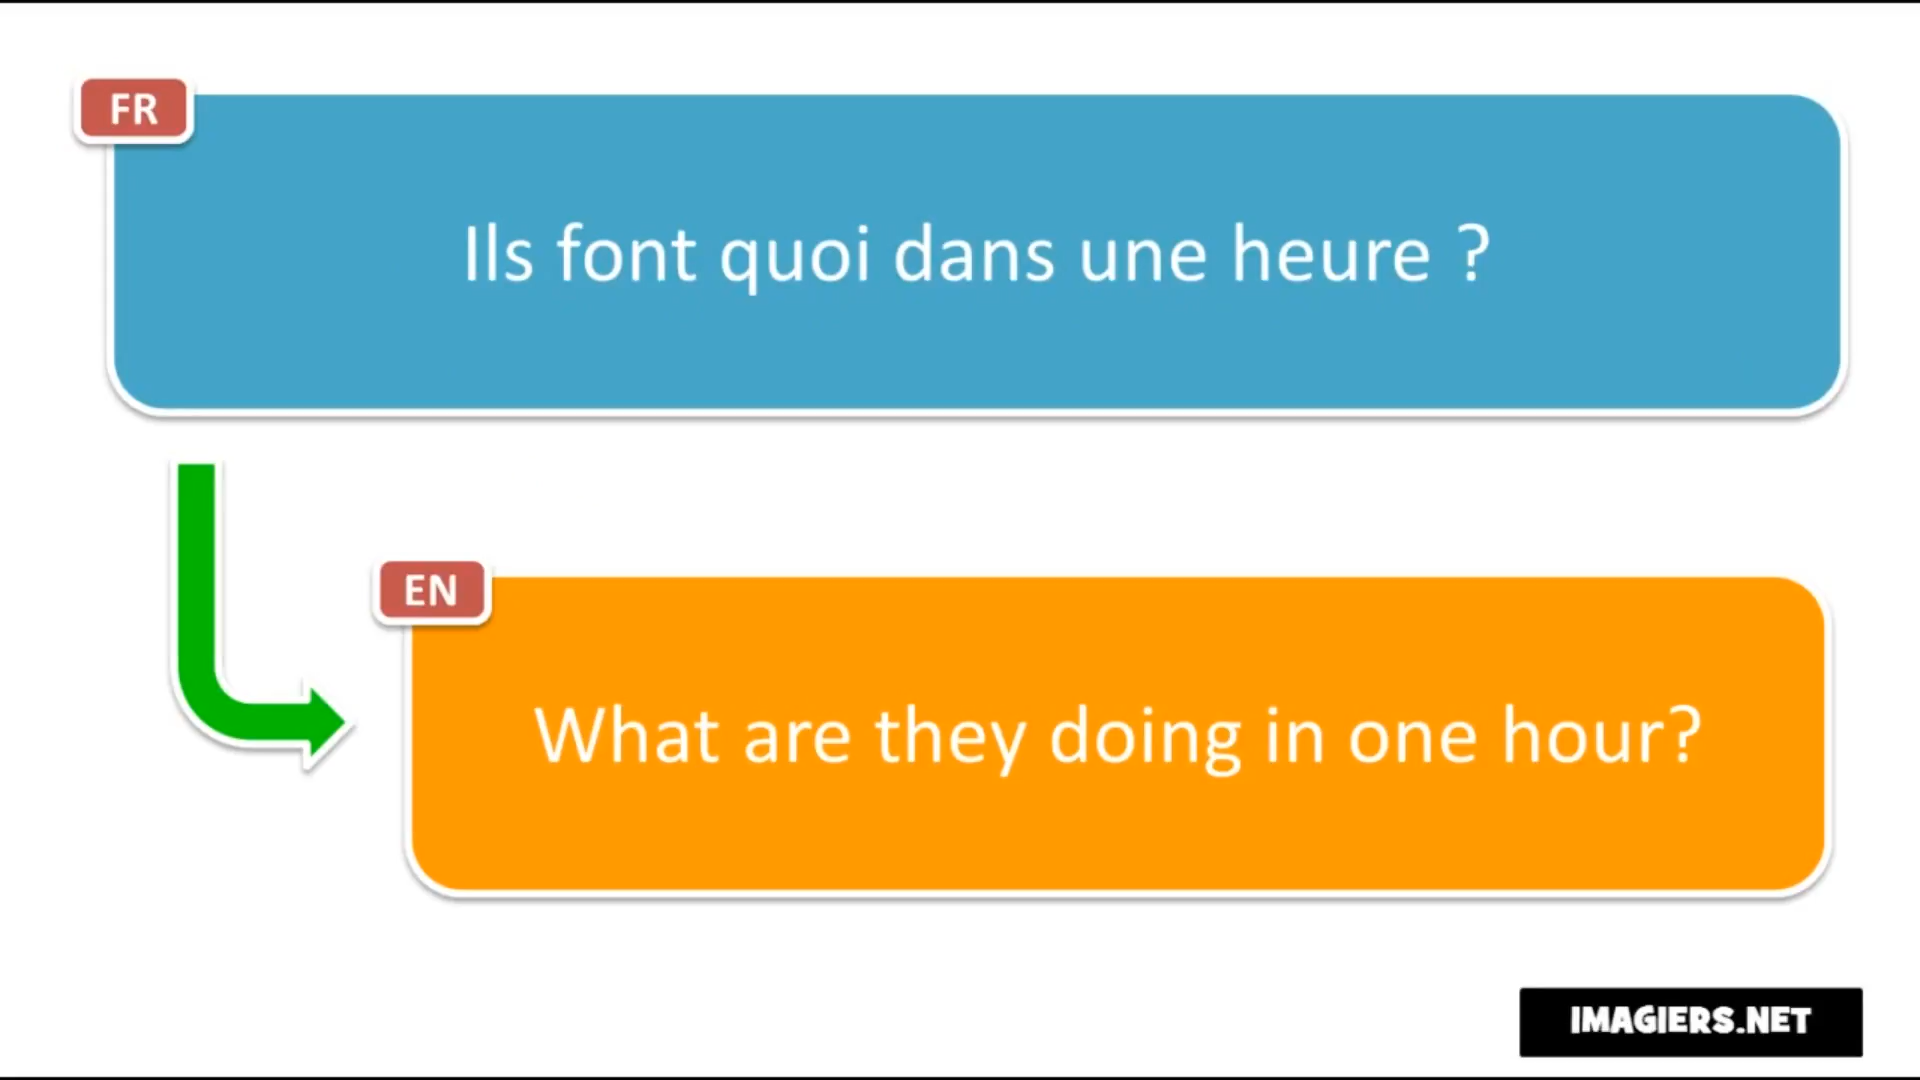 FR
Ils font quoi dans une heure ?
EN
What are they doing in one hour?
IMAGIERS.NET